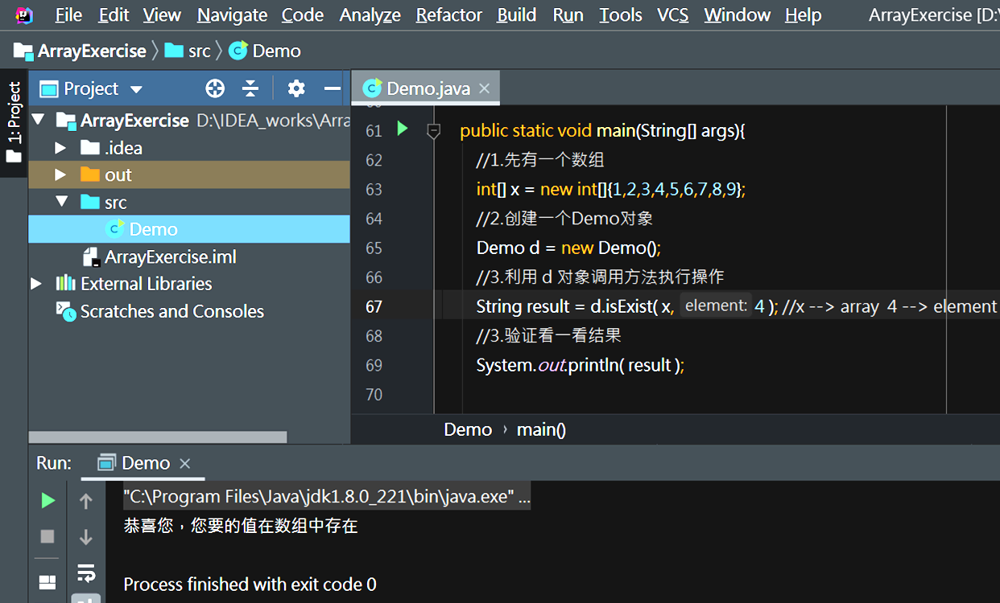 File Edit View Navigate Code Analyze Refactor Build Run Tools VCS Window Help ArrayExercise [D:\
ArrayExercise src Demo
1: Project
Project
Demo.java
ArrayExercise D:\IDEA_works\Arra
.idea
out
src
Demo
ArrayExercise.iml
External Libraries
Scratches and Consoles
61 public static void main(String[] args){
62 //1.先有一个数组
63 int[] x = new int[]{1,2,3,4,5,6,7,8,9};
64 //2.创建一个Demo对象
65 Demo d = new Demo();
66 //3.利用 d 对象调用方法执行操作
67 String result = d.isExist( x, element: 4 ); //x --> array 4 --> element
68 //3.验证看一看结果
69 System.out.println( result );
70
Demo › main()
Run: Demo
"C:\Program Files\Java\jdk1.8.0_221\bin\java.exe" ...
恭喜您，您要的值在数组中存在
Process finished with exit code 0